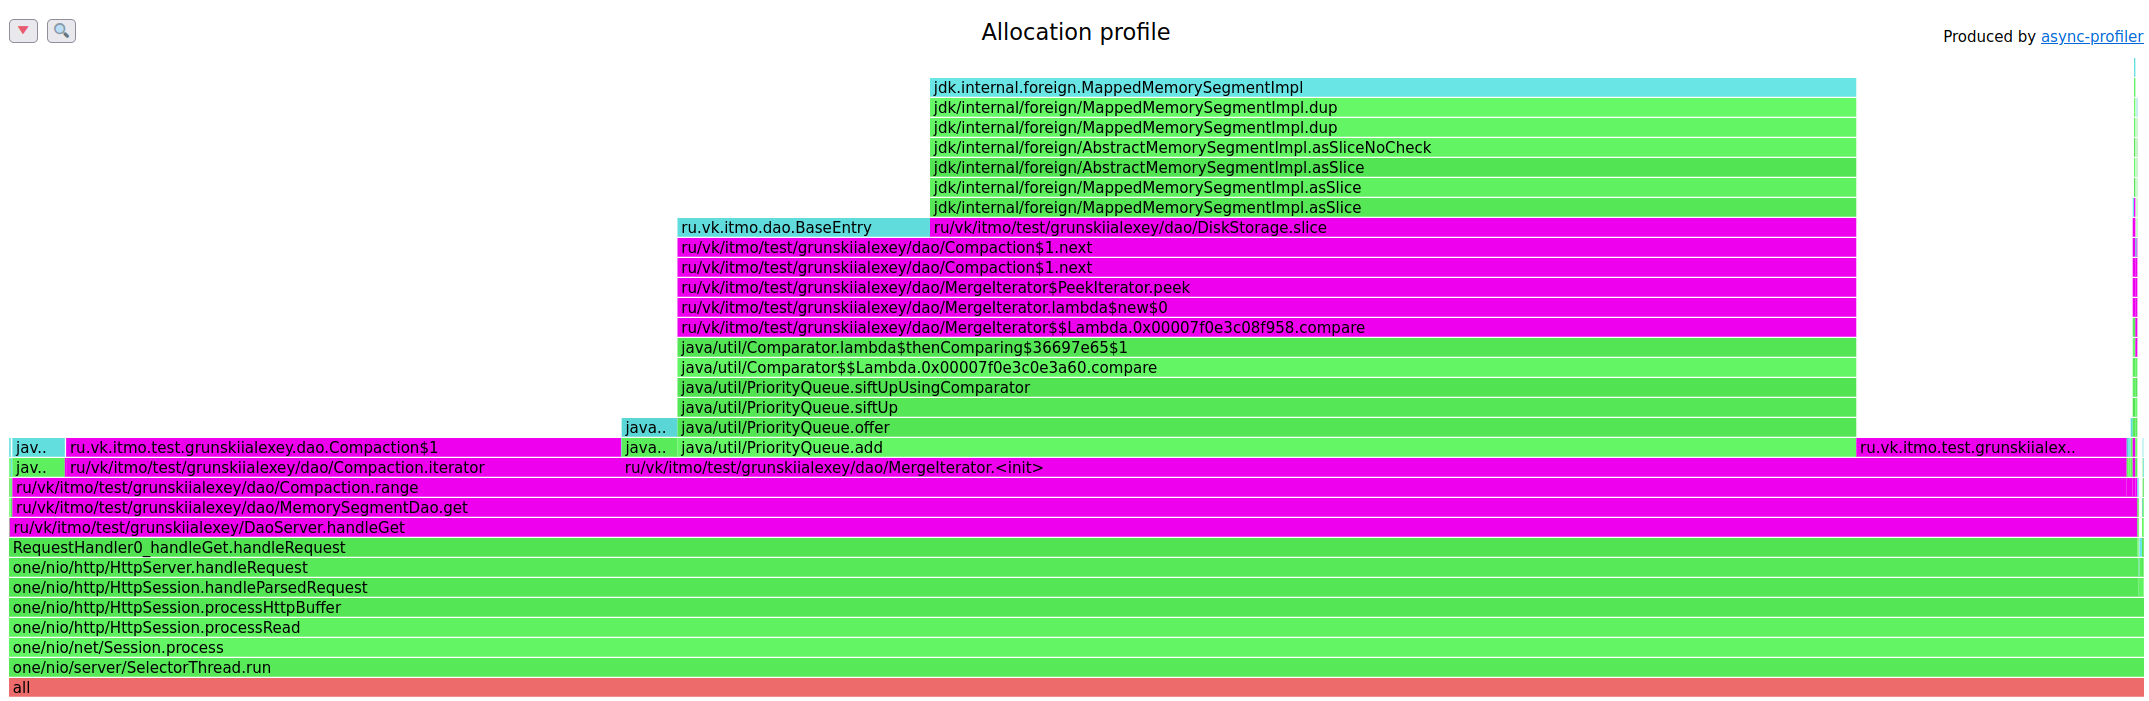 Allocation profile
Produced by async-profiler
jdk.internal.foreign.MappedMemorySegmentImpl
jdk/internal/foreign/MappedMemorySegmentImpl.dup
jdk/internal/foreign/MappedMemorySegmentImpl.dup
jdk/internal/foreign/AbstractMemorySegmentImpl.asSliceNoCheck
jdk/internal/foreign/AbstractMemorySegmentImpl.asSlice
jdk/internal/foreign/MappedMemorySegmentImpl.asSlice
jdk/internal/foreign/MappedMemorySegmentImpl.asSlice
ru.vk.itmo.dao.BaseEntry ru/vk/itmo/test/grunskiialexey/dao/DiskStorage.slice
ru/vk/itmo/test/grunskiialexey/dao/Compaction$1.next
ru/vk/itmo/test/grunskiialexey/dao/Compaction$1.next
ru/vk/itmo/test/grunskiialexey/dao/MergeIterator$PeekIterator.peek
ru/vk/itmo/test/grunskiialexey/dao/MergeIterator.lambda$new$0
ru/vk/itmo/test/grunskiialexey/dao/MergeIterator$$Lambda.0x00007f0e3c08f958.compare
java/util/Comparator.lambda$thenComparing$36697e65$1
java/util/Comparator$$Lambda.0x00007f0e3c0e3a60.compare
java/util/PriorityQueue.siftUpUsingComparator
java/util/PriorityQueue.siftUp
java.. java/util/PriorityQueue.offer
jav.. ru.vk.itmo.test.grunskiialexey.dao.Compaction$1 java.. java/util/PriorityQueue.add ru.vk.itmo.test.grunskiialex..
jav.. ru/vk/itmo/test/grunskiialexey/dao/Compaction.iterator ru/vk/itmo/test/grunskiialexey/dao/MergeIterator.<init>
ru/vk/itmo/test/grunskiialexey/dao/Compaction.range
ru/vk/itmo/test/grunskiialexey/dao/MemorySegmentDao.get
ru/vk/itmo/test/grunskiialexey/DaoServer.handleGet
RequestHandler0_handleGet.handleRequest
one/nio/http/HttpServer.handleRequest
one/nio/http/HttpSession.handleParsedRequest
one/nio/http/HttpSession.processHttpBuffer
one/nio/http/HttpSession.processRead
one/nio/net/Session.process
one/nio/server/SelectorThread.run
all